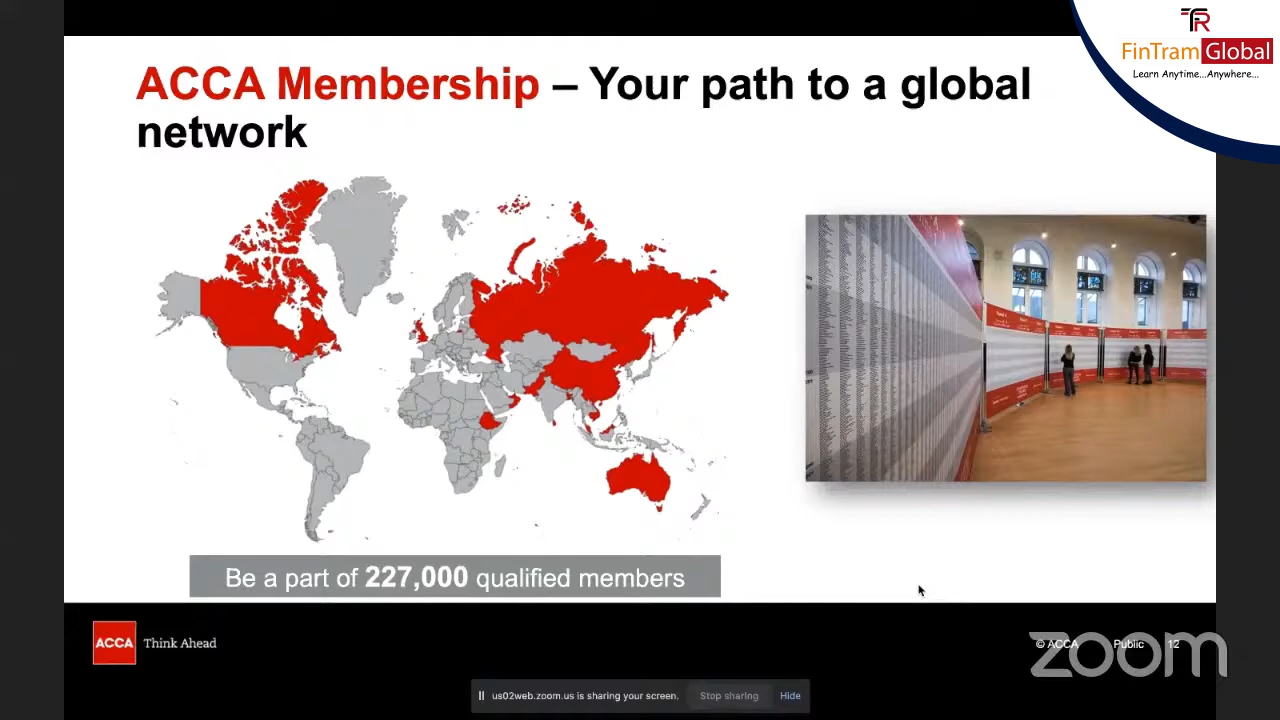 TR
FinTram Global
Learn Anytime...Anywhere...
ACCA Membership – Your path to a global
network
Be a part of 227,000 qualified members
ACCA Think Ahead
© ACCA Public 12
zoom
us02web.zoom.us is sharing your screen. Stop sharing Hide